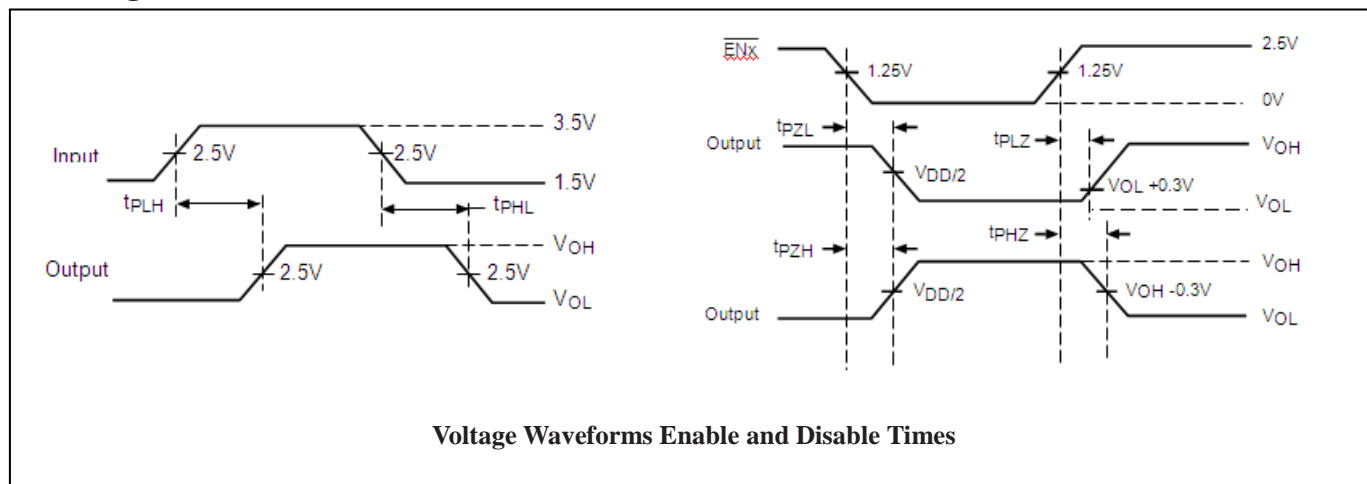 Input
2.5V
2.5V
3.5V
1.5V
tPLH
tPHL
Output
2.5V
2.5V
VOH
VOL
ENx
1.25V
1.25V
2.5V
0V
Output
tPZL
VDD/2
tPLZ
VOL +0.3V
VOH
VOL
Output
tPZH
VDD/2
tPHZ
VOH -0.3V
VOH
VOL
Voltage Waveforms Enable and Disable Times